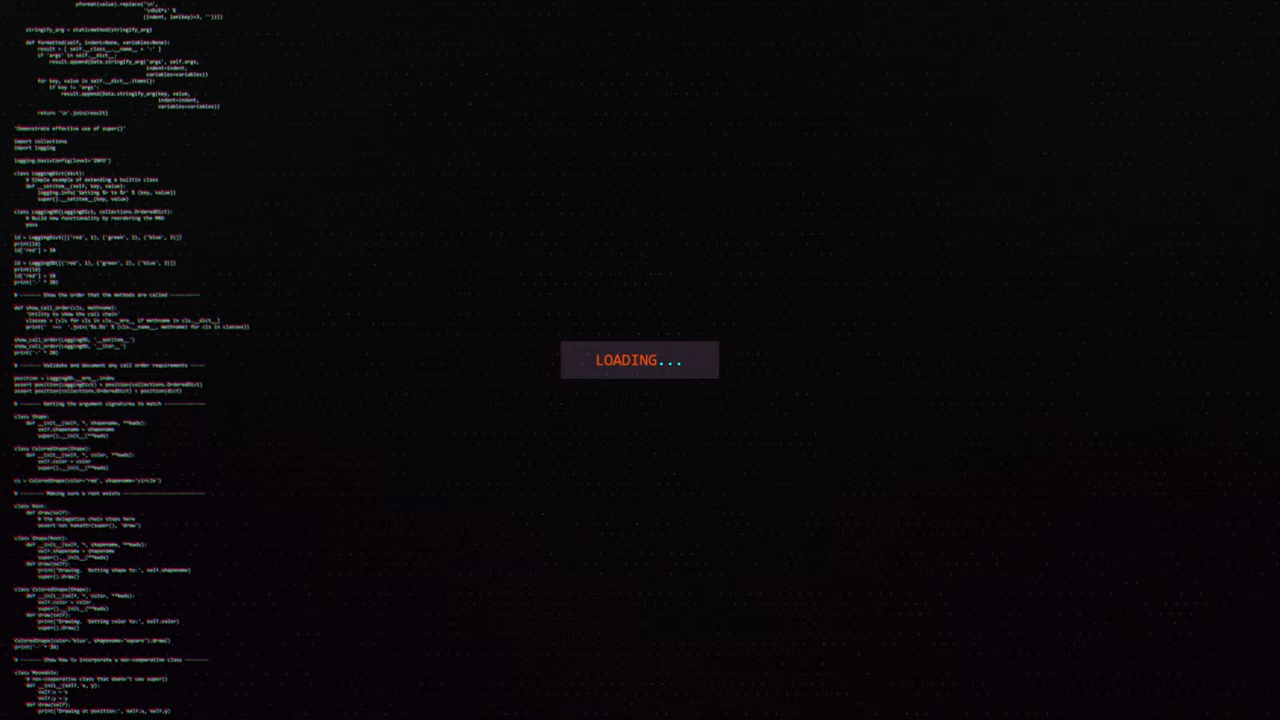 pformat(value).replace('\n',
'\n%s%*s' %
(indent, len(key)+3, ''))))
stringify_arg = staticmethod(stringify_arg)
def formatted(self, indent=None, variables=None):
result = [ self.__class__.__name__ + ':' ]
if 'args' in self.__dict__:
result.append(Data.stringify_arg('args', self.args,
indent=indent,
variables=variables))
for key, value in self.__dict__.items():
if key != 'args':
result.append(Data.stringify_arg(key, value,
indent=indent,
variables=variables))
return '\n'.join(result)
'Demonstrate effective use of super()'
import collections
import logging
logging.basicConfig(level='INFO')
class LoggingDict(dict):
# Simple example of extending a builtin class
def __setitem__(self, key, value):
logging.info('Setting %r to %r' % (key, value))
super().__setitem__(key, value)
class LoggingOD(LoggingDict, collections.OrderedDict):
# Build new functionality by reordering the MRO
pass
ld = LoggingDict([('red', 1), ('green', 2), ('blue', 3)])
print(ld)
ld['red'] = 10
ld = LoggingOD([('red', 1), ('green', 2), ('blue', 3)])
print(ld)
ld['red'] = 10
print('-' * 20)
# ------- Show the order that the methods are called ----------
def show_call_order(cls, methname):
'Utility to show the call chain'
classes = [cls for cls in cls.__mro__ if methname in cls.__dict__]
print('  ==>  '.join('%s.%s' % (cls.__name__, methname) for cls in classes))
show_call_order(LoggingOD, '__setitem__')
show_call_order(LoggingOD, '__iter__')
print('-' * 20)
# ------- Validate and document any call order requirements -----
position = LoggingOD.__mro__.index
assert position(LoggingDict) < position(collections.OrderedDict)
assert position(collections.OrderedDict) < position(dict)
# ------- Getting the argument signatures to match --------------
class Shape:
def __init__(self, *, shapename, **kwds):
self.shapename = shapename
super().__init__(**kwds)
class ColoredShape(Shape):
def __init__(self, *, color, **kwds):
self.color = color
super().__init__(**kwds)
cs = ColoredShape(color='red', shapename='circle')
# ------- Making sure a root exists -----------------------------
class Root:
def draw(self):
# the delegation chain stops here
assert not hasattr(super(), 'draw')
class Shape(Root):
def __init__(self, *, shapename, **kwds):
self.shapename = shapename
super().__init__(**kwds)
def draw(self):
print('Drawing.  Setting shape to:', self.shapename)
super().draw()
class ColoredShape(Shape):
def __init__(self, *, color, **kwds):
self.color = color
super().__init__(**kwds)
def draw(self):
print('Drawing.  Setting color to:', self.color)
super().draw()
ColoredShape(color='blue', shapename='square').draw()
print('-' * 20)
# ------- Show how to incorporate a non-cooperative class --------
class Moveable:
# non-cooperative class that doesn't use super()
def __init__(self, x, y):
self.x = x
self.y = y
def draw(self):
print('Drawing at position:', self.x, self.y)
LOADING...